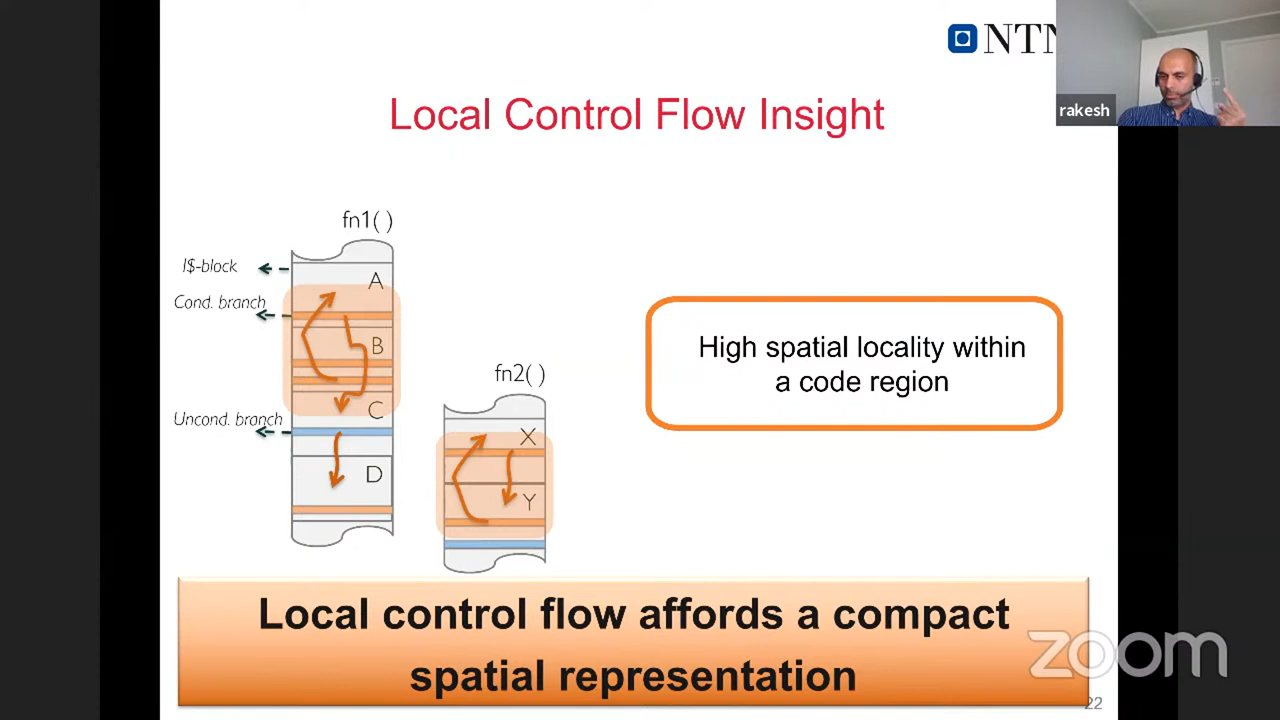 NTN
rakesh
Local Control Flow Insight
fn1( )
I$-block
A
Cond. branch
B
C
Uncond. branch
D
fn2( )
X
Y
High spatial locality within
a code region
Local control flow affords a compact
spatial representation
zoom
22